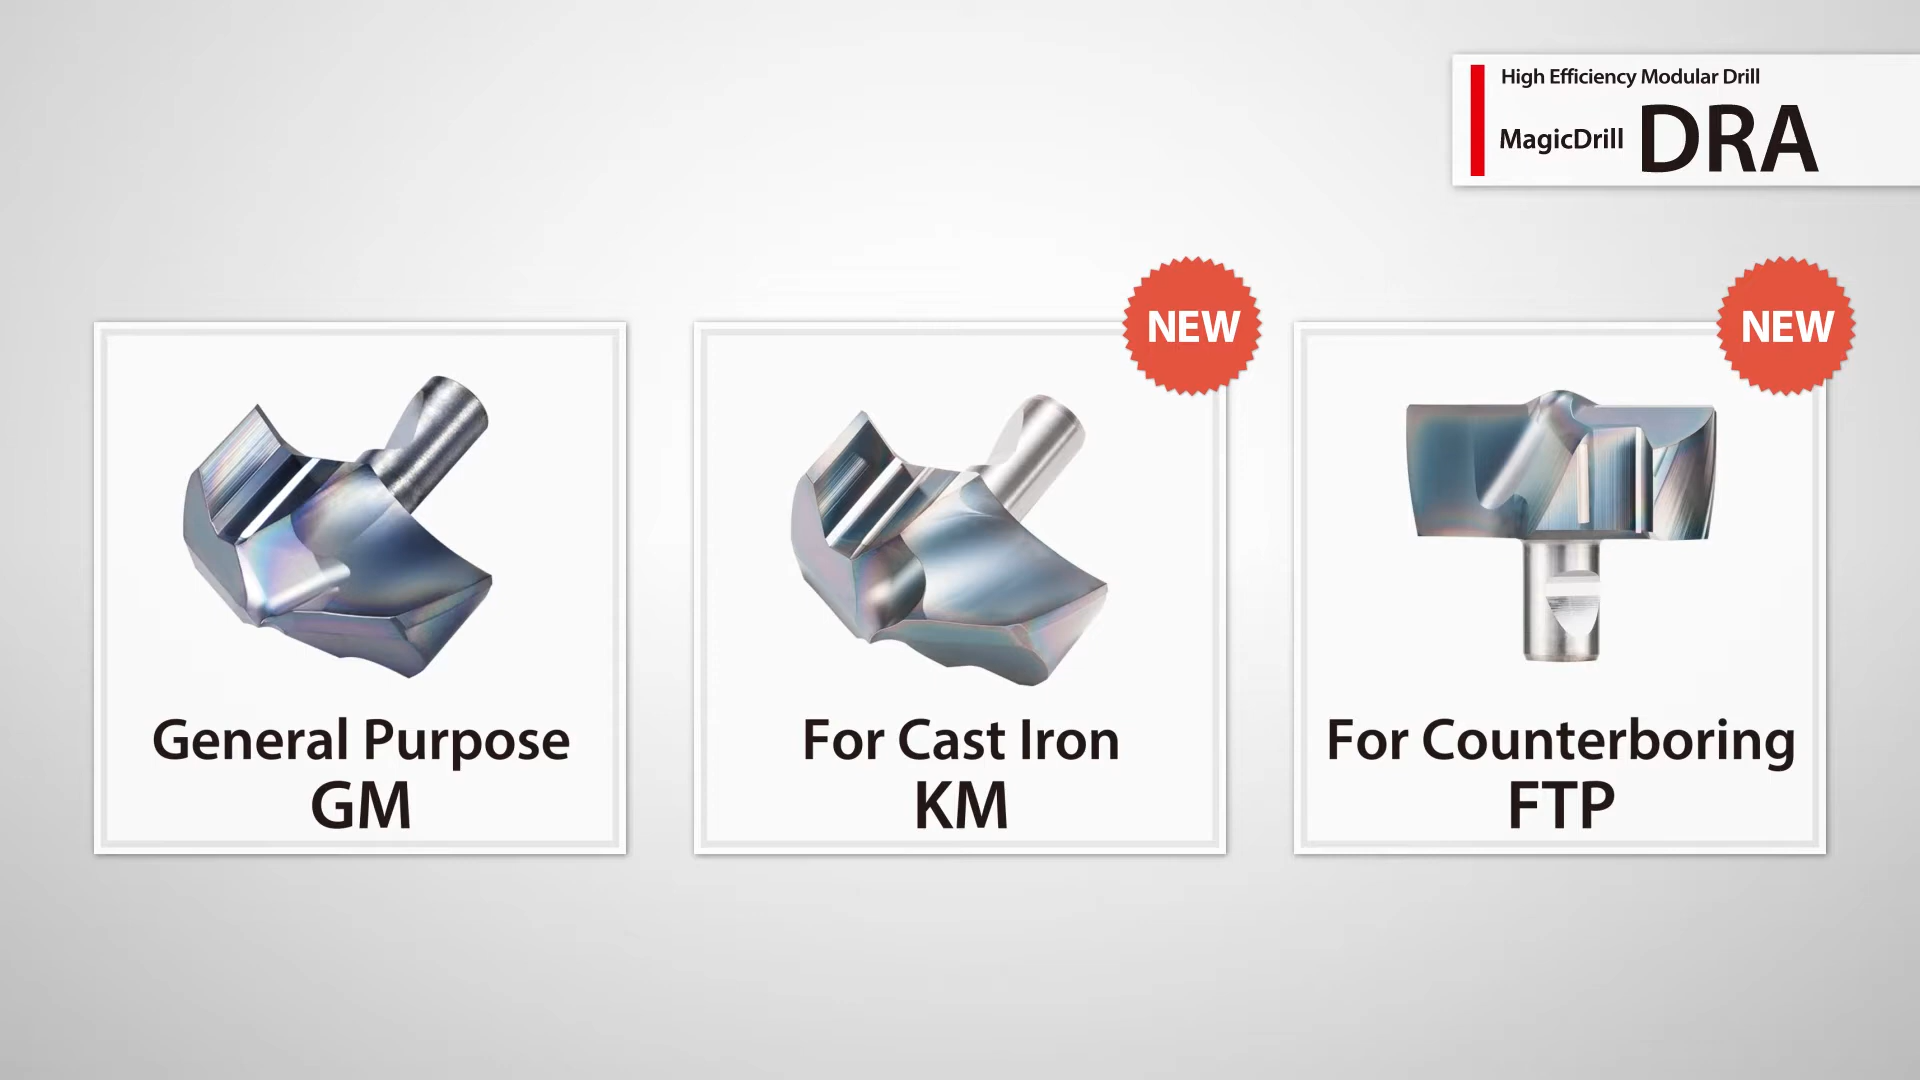 High Efficiency Modular Drill
MagicDrill DRA
NEW
NEW
General Purpose
GM
For Cast Iron
KM
For Counterboring
FTP